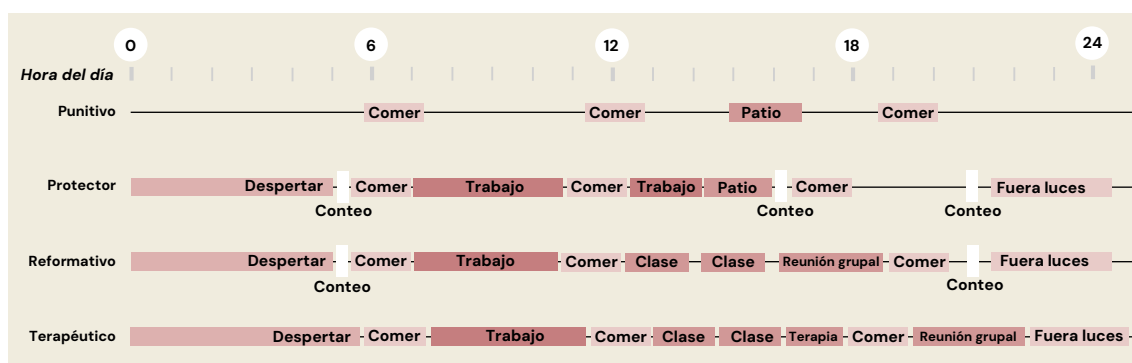 0 6 12 18 24
Hora del día
Punitivo Comer Comer Patio Comer
Protector Despertar Comer Trabajo Comer Trabajo Patio Comer Fuera luces
Conteo Conteo Conteo
Reformativo Despertar Comer Trabajo Comer Clase Clase Reunión grupal Comer Fuera luces
Conteo Conteo
Terapéutico Despertar Comer Trabajo Comer Clase Clase Terapia Comer Reunión grupal Fuera luces